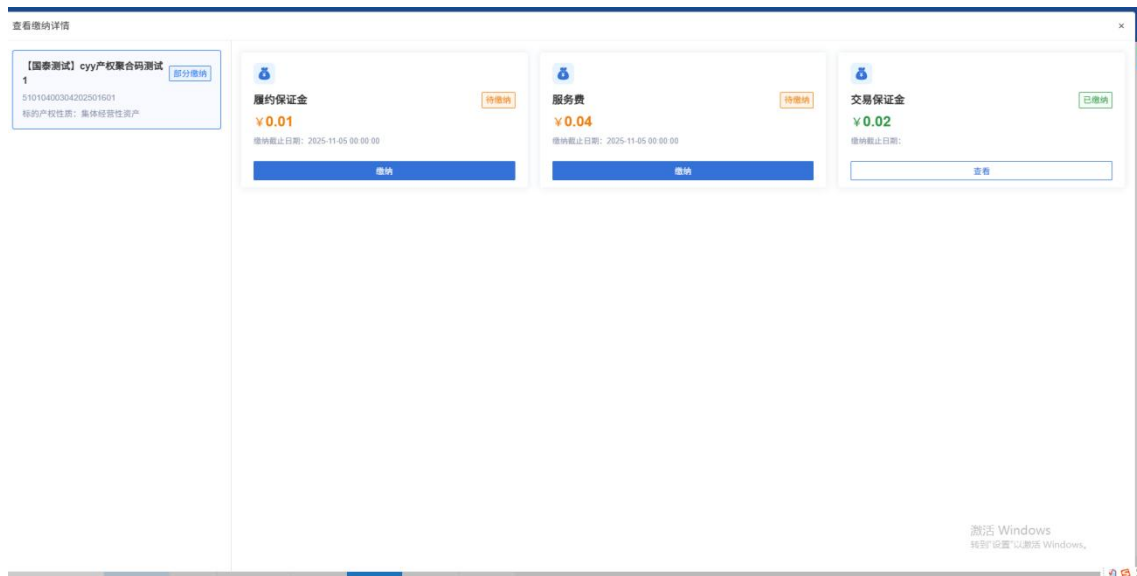 查看缴纳详情
×
【国泰测试】cyy产权聚合码测试
1
部分缴纳
51010400304202501601
标的产权性质：集体经营性资产
履约保证金
待缴纳
￥0.01
缴纳截止日期：2025-11-05 00:00:00
缴纳
服务费
待缴纳
￥0.04
缴纳截止日期：2025-11-05 00:00:00
缴纳
交易保证金
已缴纳
￥0.02
缴纳截止日期：
查看
激活 Windows
转到"设置"以激活 Windows。